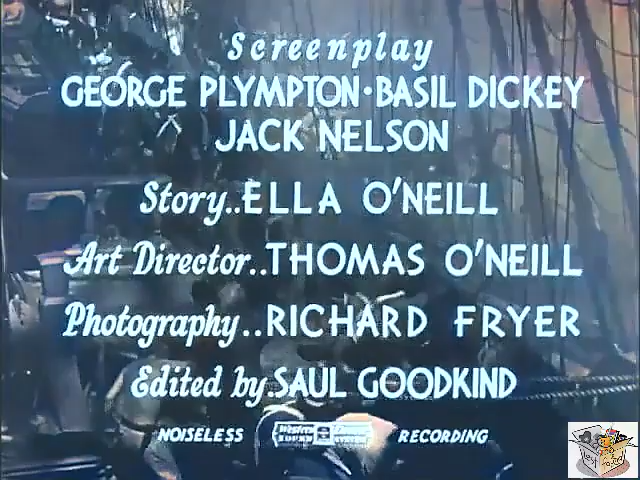 Screenplay
GEORGE PLYMPTON·BASIL DICKEY
JACK NELSON
Story..ELLA O'NEILL
Art Director..THOMAS O'NEILL
Photography..RICHARD FRYER
Edited by.SAUL GOODKIND
NOISELESS RECORDING